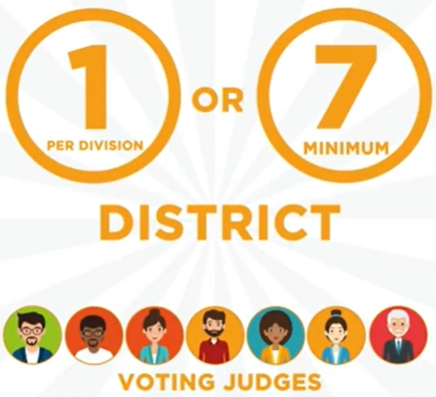 1 OR 7
PER DIVISION MINIMUM
DISTRICT
VOTING JUDGES